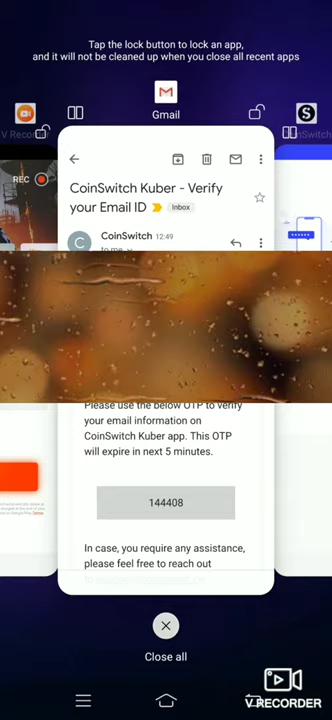 Tap the lock button to lock an app,
and it will not be cleaned up when you close all recent apps
Gmail
V Recorder
CoinSwitch
REC
CoinSwitch Kuber - Verify
your Email ID
Inbox
C
CoinSwitch 12:49
to me
Please use the below OTP to verify
your email information on
CoinSwitch Kuber app. This OTP
will expire in next 5 minutes.
144408
In case, you require any assistance,
please feel free to reach out
Close all
V RECORDER